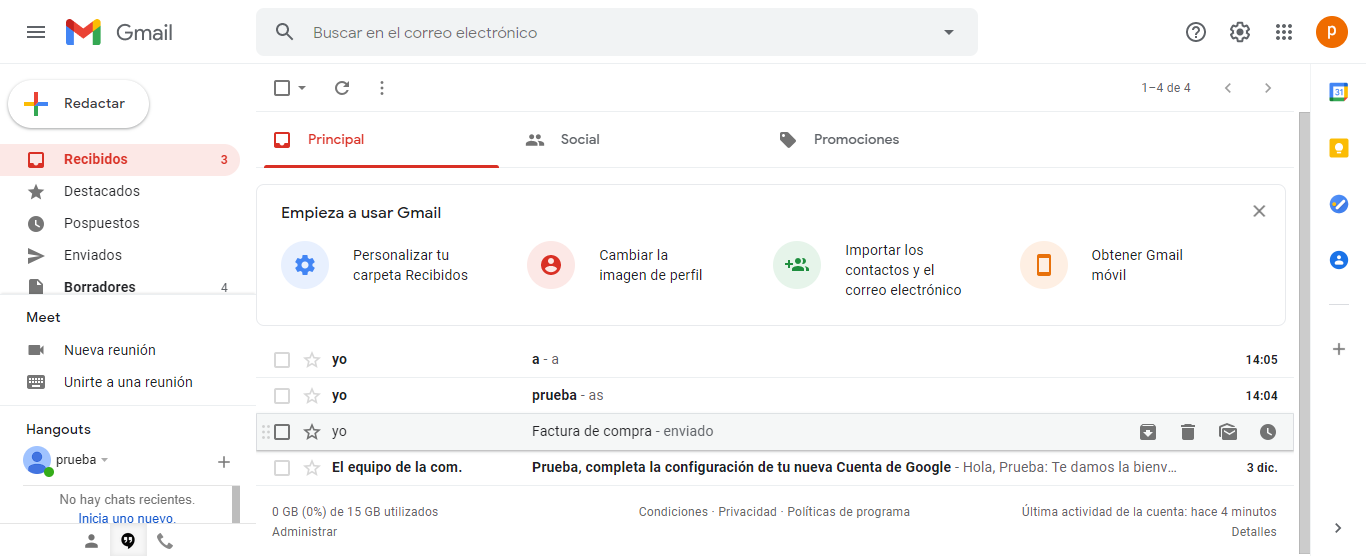 Gmail
Buscar en el correo electrónico
p
Redactar
1–4 de 4
31
Principal
Social
Promociones
Recibidos 3
Destacados
Pospuestos
Enviados
Borradores 4
Empieza a usar Gmail
Personalizar tu
carpeta Recibidos
Cambiar la
imagen de perfil
Importar los
contactos y el
correo electrónico
Obtener Gmail
móvil
Meet
Nueva reunión
Unirte a una reunión
Hangouts
prueba
No hay chats recientes.
Inicia uno nuevo.
yo a - a 14:05
yo prueba - as 14:04
yo Factura de compra - enviado
El equipo de la com. Prueba, completa la configuración de tu nueva Cuenta de Google - Hola, Prueba: Te damos la bienv… 3 dic.
0 GB (0%) de 15 GB utilizados
Administrar
Condiciones · Privacidad · Políticas de programa
Última actividad de la cuenta: hace 4 minutos
Detalles